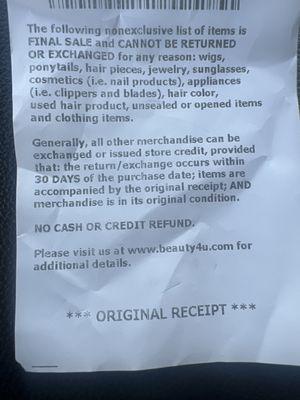 The following nonexclusive list of items is
FINAL SALE and CANNOT BE RETURNED
OR EXCHANGED for any reason: wigs,
ponytails, hair pieces, jewelry, sunglasses,
cosmetics (i.e. nail products), appliances
(i.e. clippers and blades), hair color,
used hair product, unsealed or opened items
and clothing items.
Generally, all other merchandise can be
exchanged or issued store credit, provided
that: the return/exchange occurs within
30 DAYS of the purchase date; items are
accompanied by the original receipt; AND
merchandise is in its original condition.
NO CASH OR CREDIT REFUND.
Please visit us at www.beauty4u.com for
additional details.
*** ORIGINAL RECEIPT ***